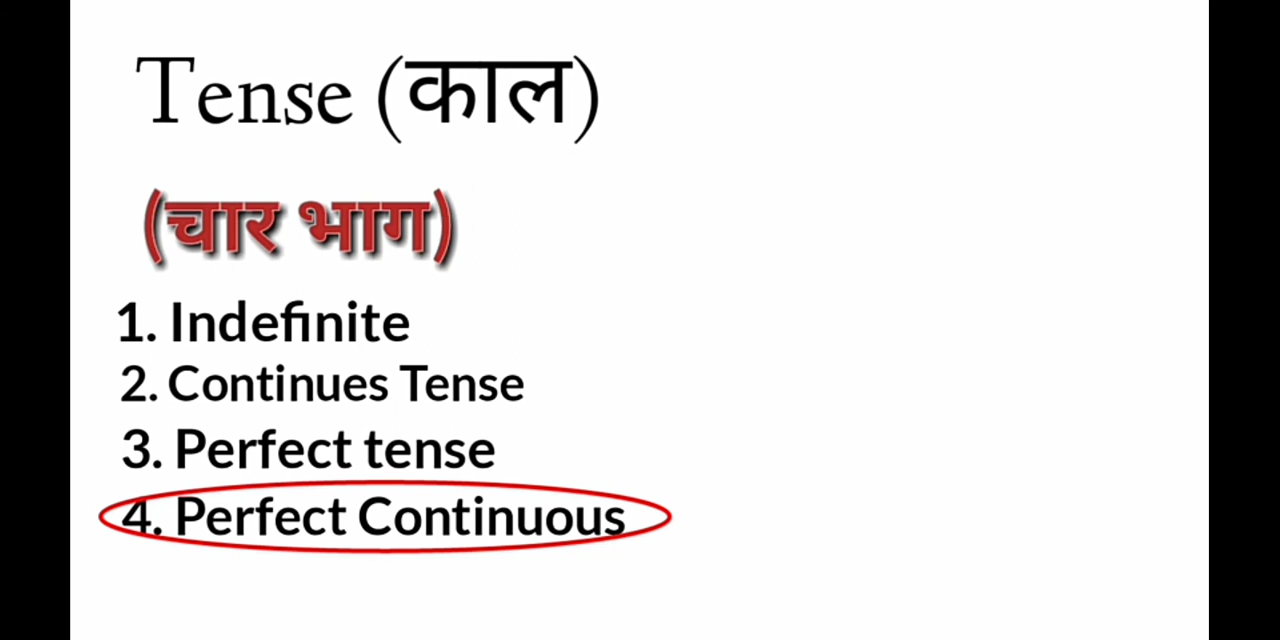 Tense (काल)
(चार भाग)
1. Indefinite
2. Continues Tense
3. Perfect tense
4. Perfect Continuous